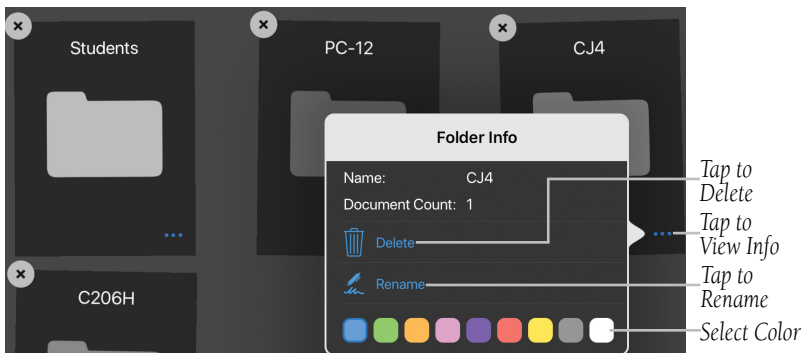 Students
PC-12
CJ4
Folder Info
Name: CJ4
Document Count: 1
Delete
Rename
C206H
Tap to
Delete
Tap to
View Info
Tap to
Rename
Select Color